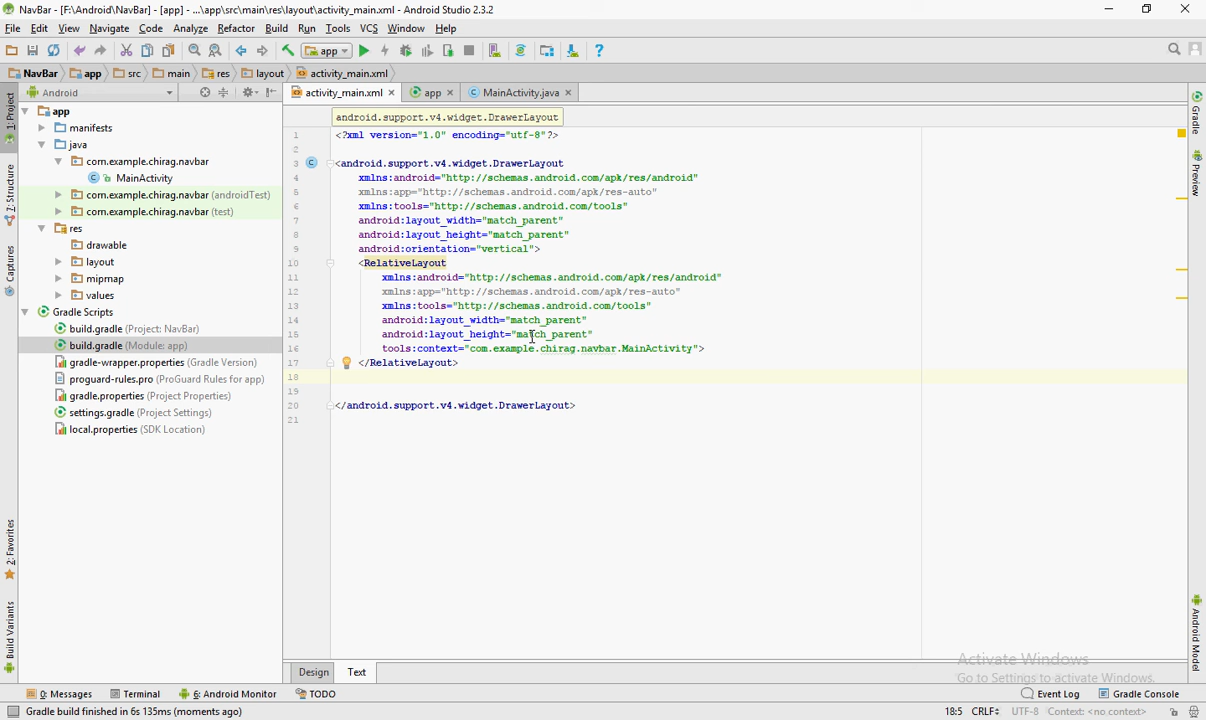 NavBar - [F:\Android\NavBar] - [app] - ...\app\src\main\res\layout\activity_main.xml - Android Studio 2.3.2
File Edit View Navigate Code Analyze Refactor Build Run Tools VCS Window Help
app
NavBar app src main res layout activity_main.xml
Android
activity_main.xml app MainActivity.java
android.support.v4.widget.DrawerLayout
1: Project
7: Structure
Captures
2: Favorites
Build Variants
app
manifests
java
com.example.chirag.navbar
MainActivity
com.example.chirag.navbar (androidTest)
com.example.chirag.navbar (test)
res
drawable
layout
mipmap
values
Gradle Scripts
build.gradle (Project: NavBar)
build.gradle (Module: app)
gradle-wrapper.properties (Gradle Version)
proguard-rules.pro (ProGuard Rules for app)
gradle.properties (Project Properties)
settings.gradle (Project Settings)
local.properties (SDK Location)
1 <?xml version="1.0" encoding="utf-8"?>
2
3 <android.support.v4.widget.DrawerLayout
4 xmlns:android="http://schemas.android.com/apk/res/android"
5 xmlns:app="http://schemas.android.com/apk/res-auto"
6 xmlns:tools="http://schemas.android.com/tools"
7 android:layout_width="match_parent"
8 android:layout_height="match_parent"
9 android:orientation="vertical">
10 <RelativeLayout
11 xmlns:android="http://schemas.android.com/apk/res/android"
12 xmlns:app="http://schemas.android.com/apk/res-auto"
13 xmlns:tools="http://schemas.android.com/tools"
14 android:layout_width="match_parent"
15 android:layout_height="match_parent"
16 tools:context="com.example.chirag.navbar.MainActivity">
17 </RelativeLayout>
18
19
20 </android.support.v4.widget.DrawerLayout>
21
Gradle
Preview
Android Model
Activate Windows
Go to Settings to activate Windows.
Design Text
0: Messages Terminal 6: Android Monitor TODO Event Log Gradle Console
Gradle build finished in 6s 135ms (moments ago) 18:5 CRLF UTF-8 Context: <no context>